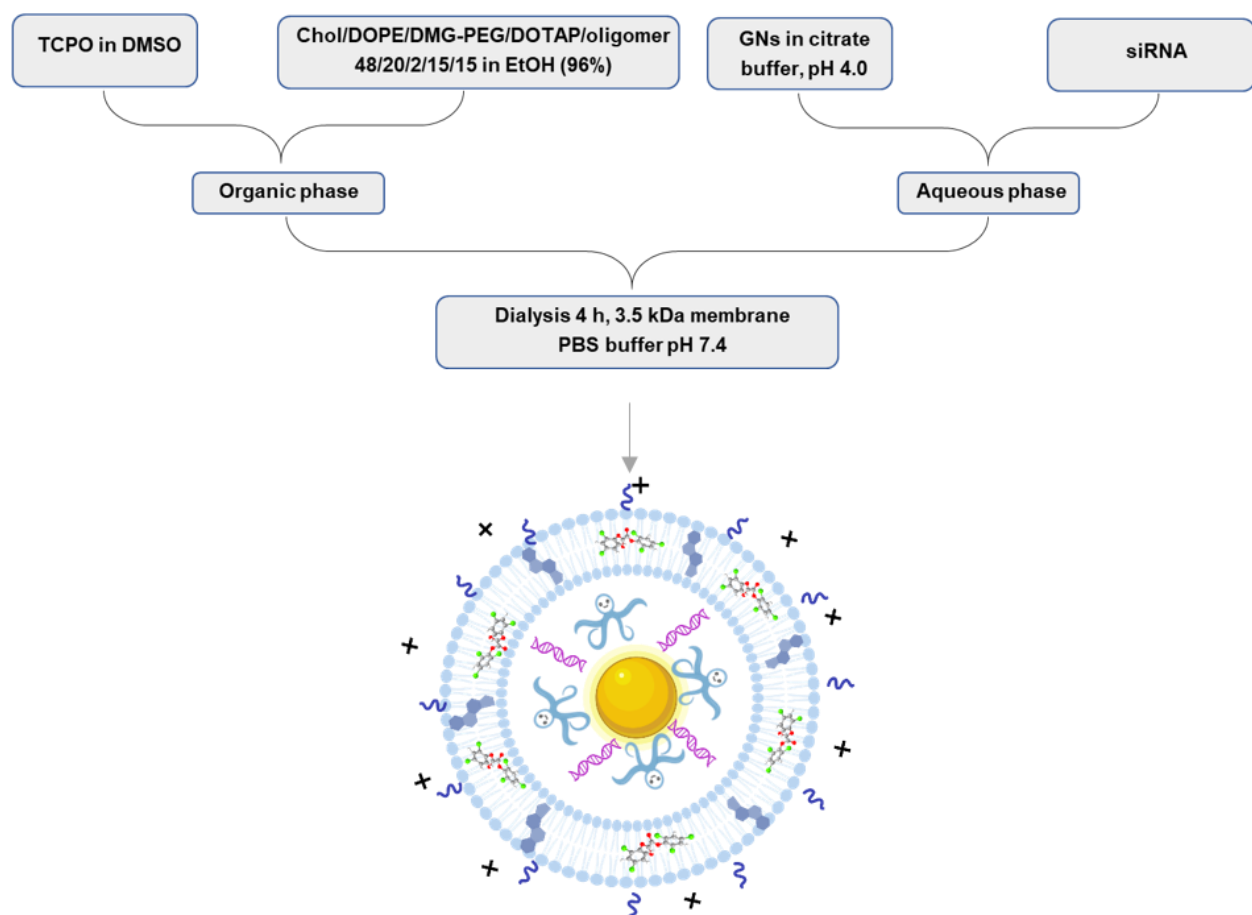 TCPO in DMSO
Chol/DOPE/DMG-PEG/DOTAP/oligomer
48/20/2/15/15 in EtOH (96%)
GNs in citrate
buffer, pH 4.0
siRNA
Organic phase
Aqueous phase
Dialysis 4 h, 3.5 kDa membrane
PBS buffer pH 7.4